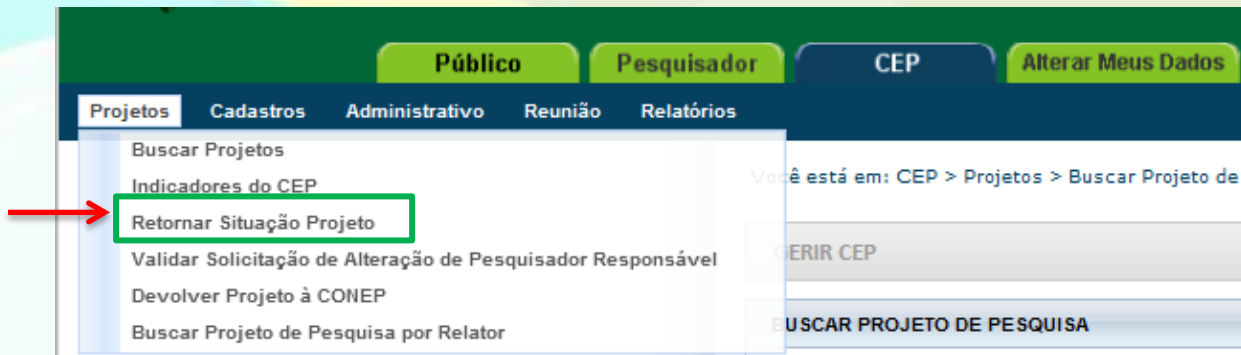 Público Pesquisador CEP Alterar Meus Dados
Projetos Cadastros Administrativo Reunião Relatórios
Buscar Projetos
Indicadores do CEP
Você está em: CEP > Projetos > Buscar Projeto de
Retornar Situação Projeto
Validar Solicitação de Alteração de Pesquisador Responsável
GERIR CEP
Devolver Projeto à CONEP
Buscar Projeto de Pesquisa por Relator
BUSCAR PROJETO DE PESQUISA